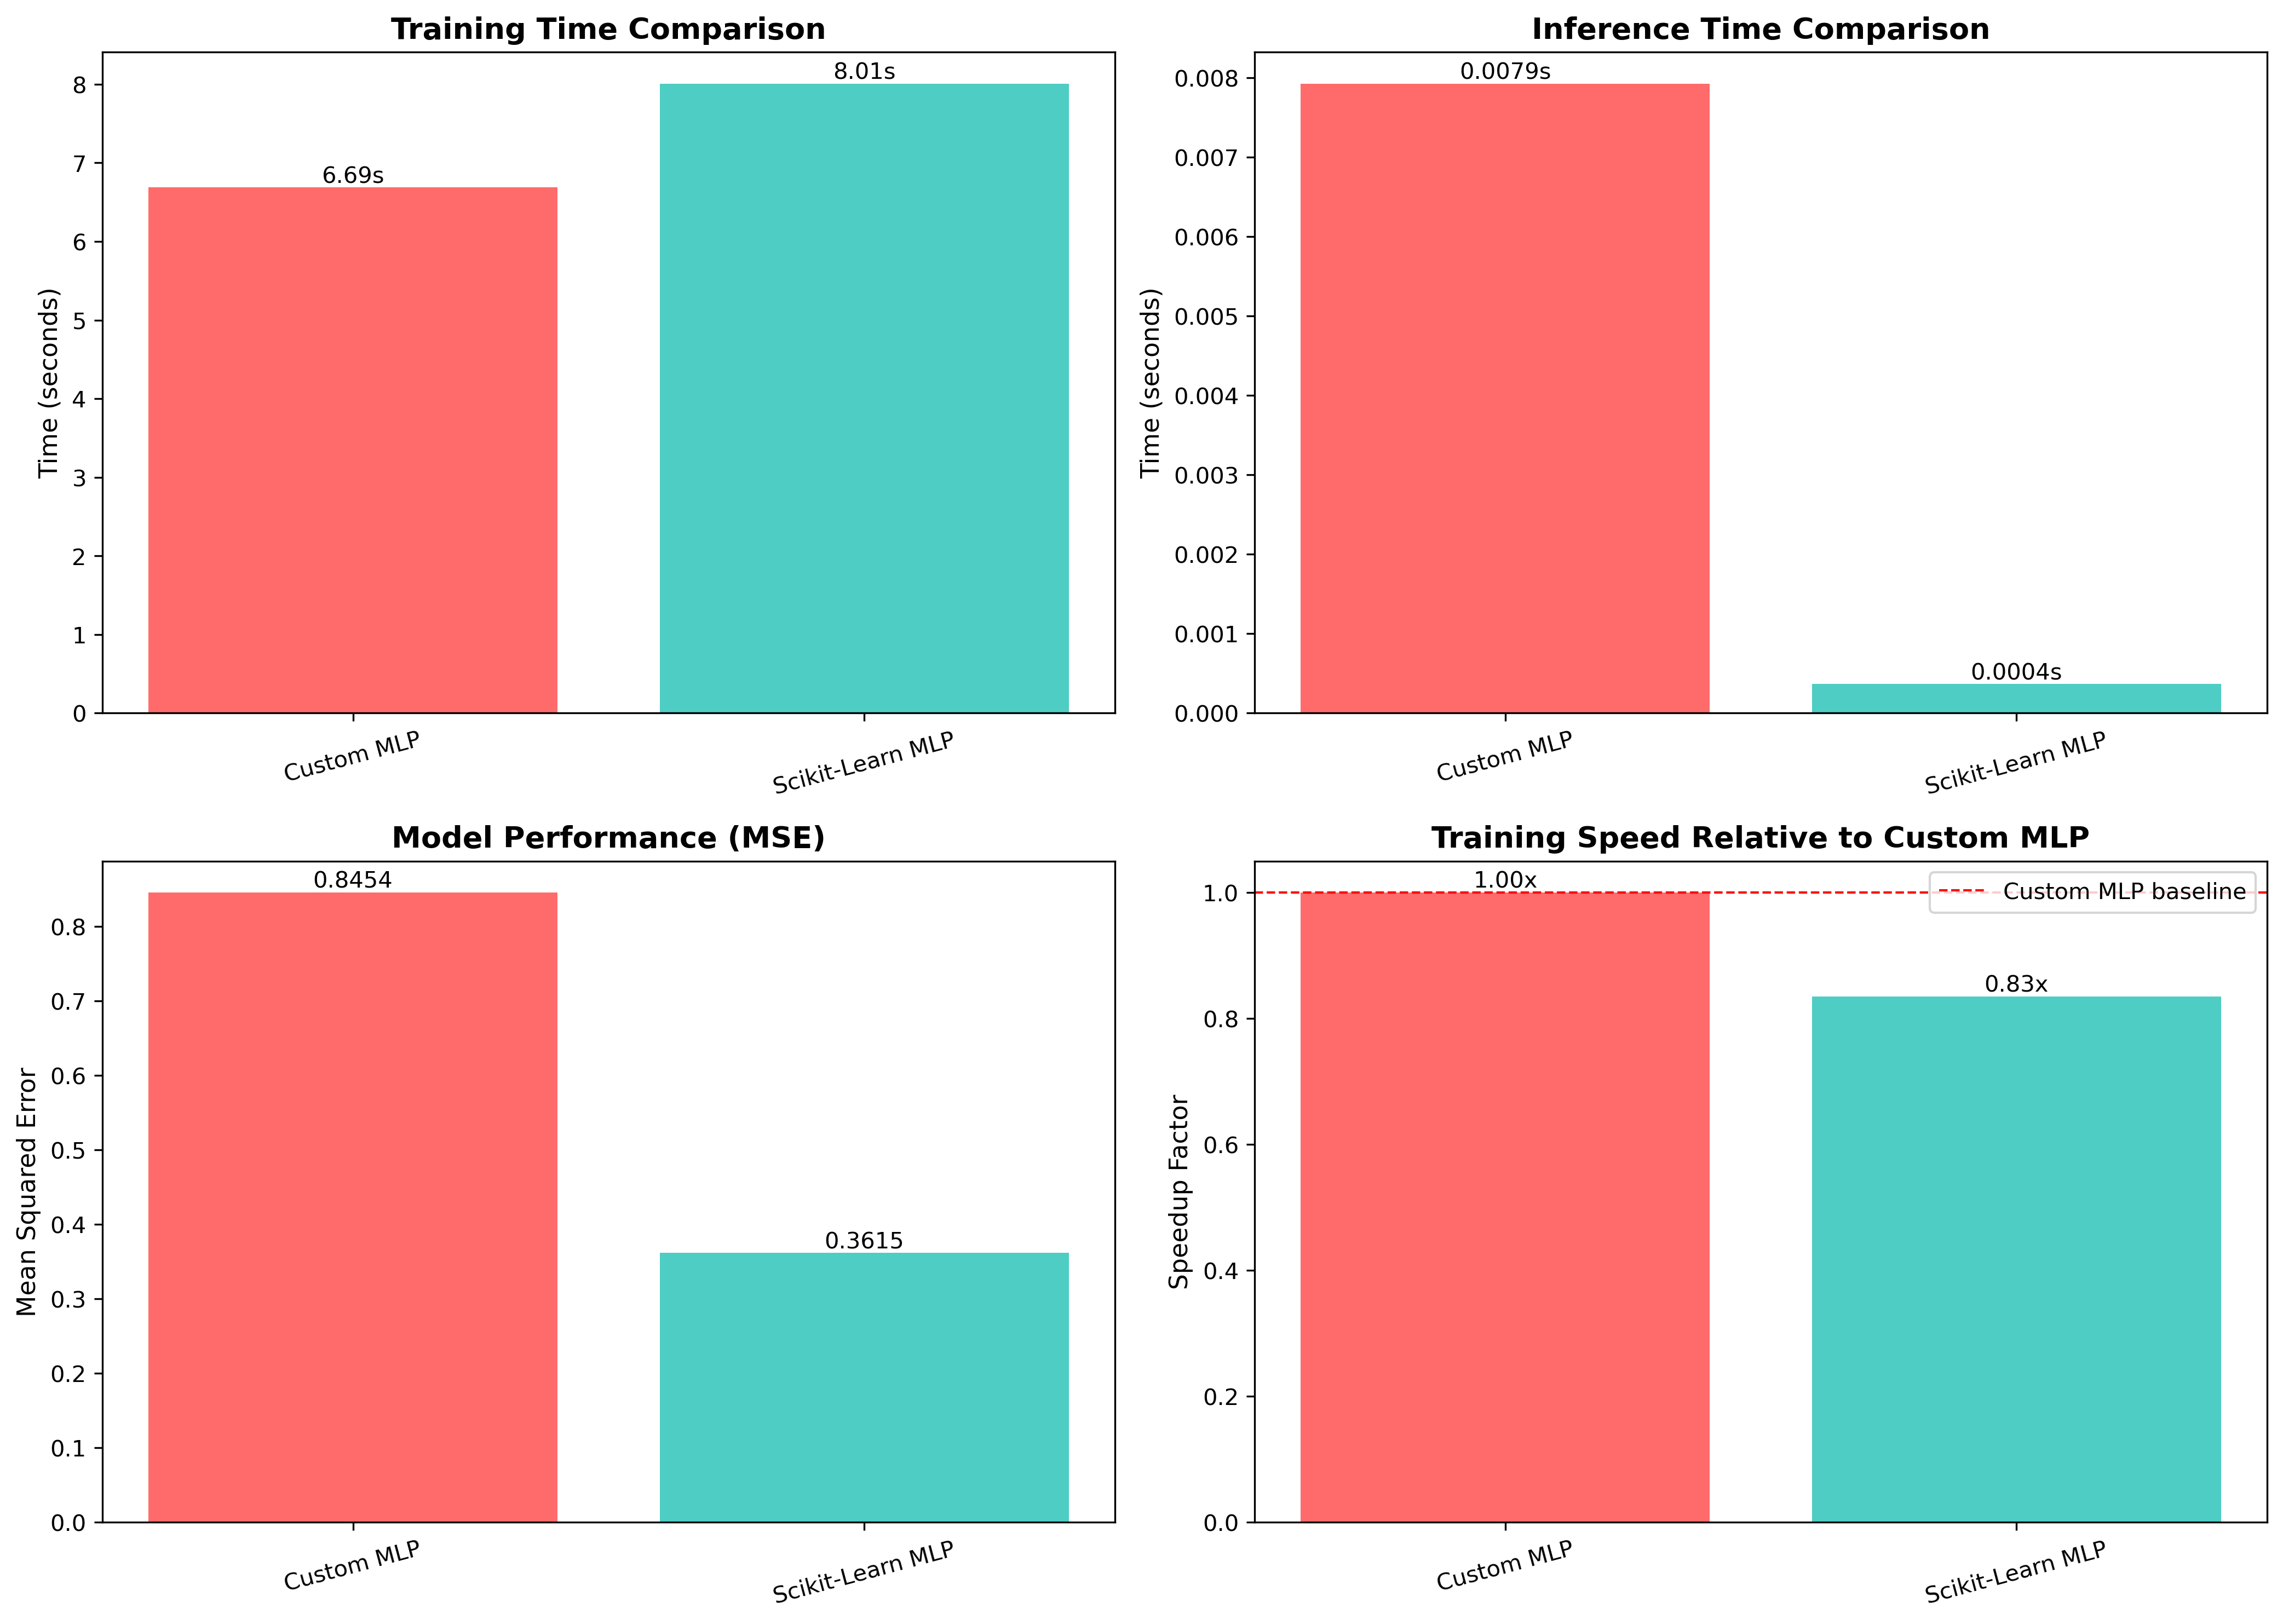 Training Time Comparison
Time (seconds)
8
7
6
5
4
3
2
1
0
6.69s
8.01s
Custom MLP
Scikit-Learn MLP
Inference Time Comparison
Time (seconds)
0.008
0.007
0.006
0.005
0.004
0.003
0.002
0.001
0.000
0.0079s
0.0004s
Custom MLP
Scikit-Learn MLP
Model Performance (MSE)
Mean Squared Error
0.8
0.7
0.6
0.5
0.4
0.3
0.2
0.1
0.0
0.8454
0.3615
Custom MLP
Scikit-Learn MLP
Training Speed Relative to Custom MLP
Speedup Factor
1.0
0.8
0.6
0.4
0.2
0.0
1.00x
0.83x
Custom MLP baseline
Custom MLP
Scikit-Learn MLP